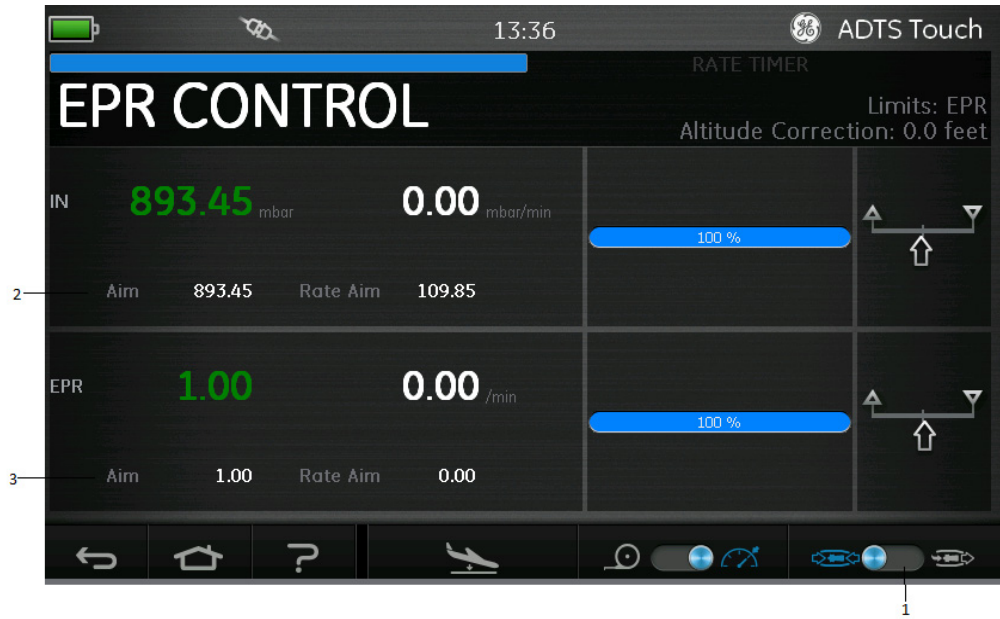 13:36
ADTS Touch
RATE TIMER
EPR CONTROL
Limits: EPR
Altitude Correction: 0.0 feet
IN 893.45 mbar 0.00 mbar/min
100 %
2 Aim 893.45 Rate Aim 109.85
EPR 1.00 0.00 /min
100 %
3 Aim 1.00 Rate Aim 0.00
?
1